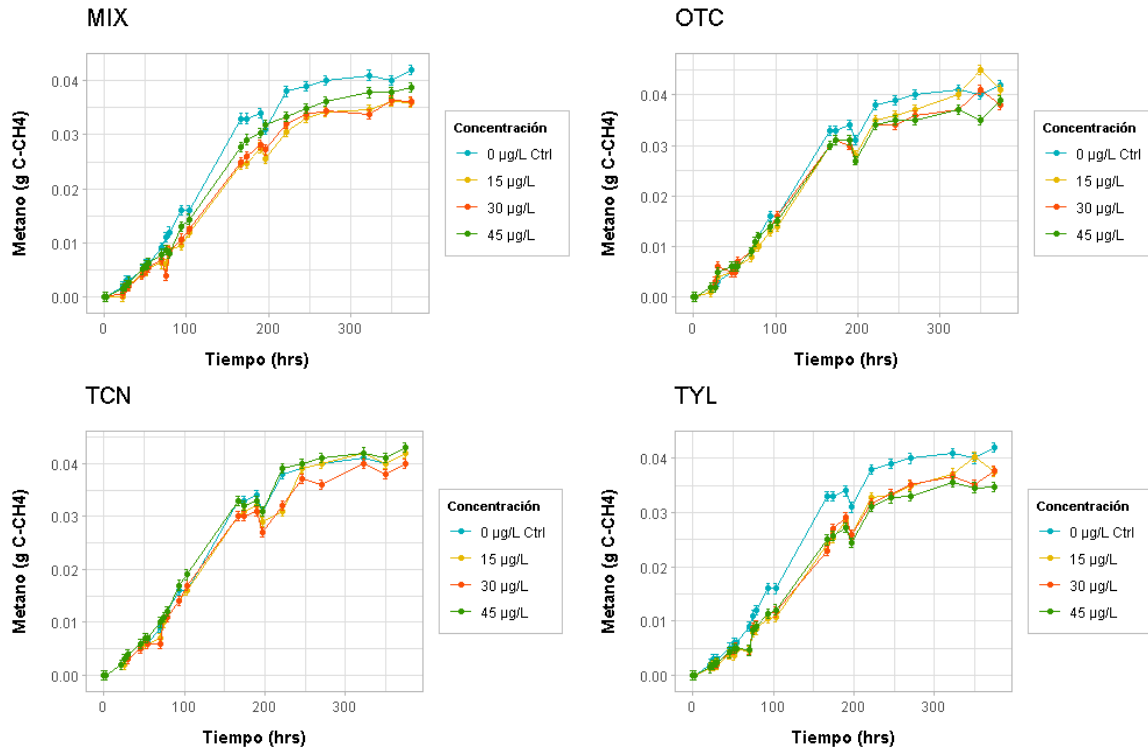 MIX
Metano (g C-CH4)
0.04
0.03
0.02
0.01
0.00
0
100
200
300
Tiempo (hrs)
Concentración
0 µg/L Ctrl
15 µg/L
30 µg/L
45 µg/L
OTC
Metano (g C-CH4)
0.04
0.03
0.02
0.01
0.00
0
100
200
300
Tiempo (hrs)
Concentración
0 µg/L Ctrl
15 µg/L
30 µg/L
45 µg/L
TCN
Metano (g C-CH4)
0.04
0.03
0.02
0.01
0.00
0
100
200
300
Tiempo (hrs)
Concentración
0 µg/L Ctrl
15 µg/L
30 µg/L
45 µg/L
TYL
Metano (g C-CH4)
0.04
0.03
0.02
0.01
0.00
0
100
200
300
Tiempo (hrs)
Concentración
0 µg/L Ctrl
15 µg/L
30 µg/L
45 µg/L